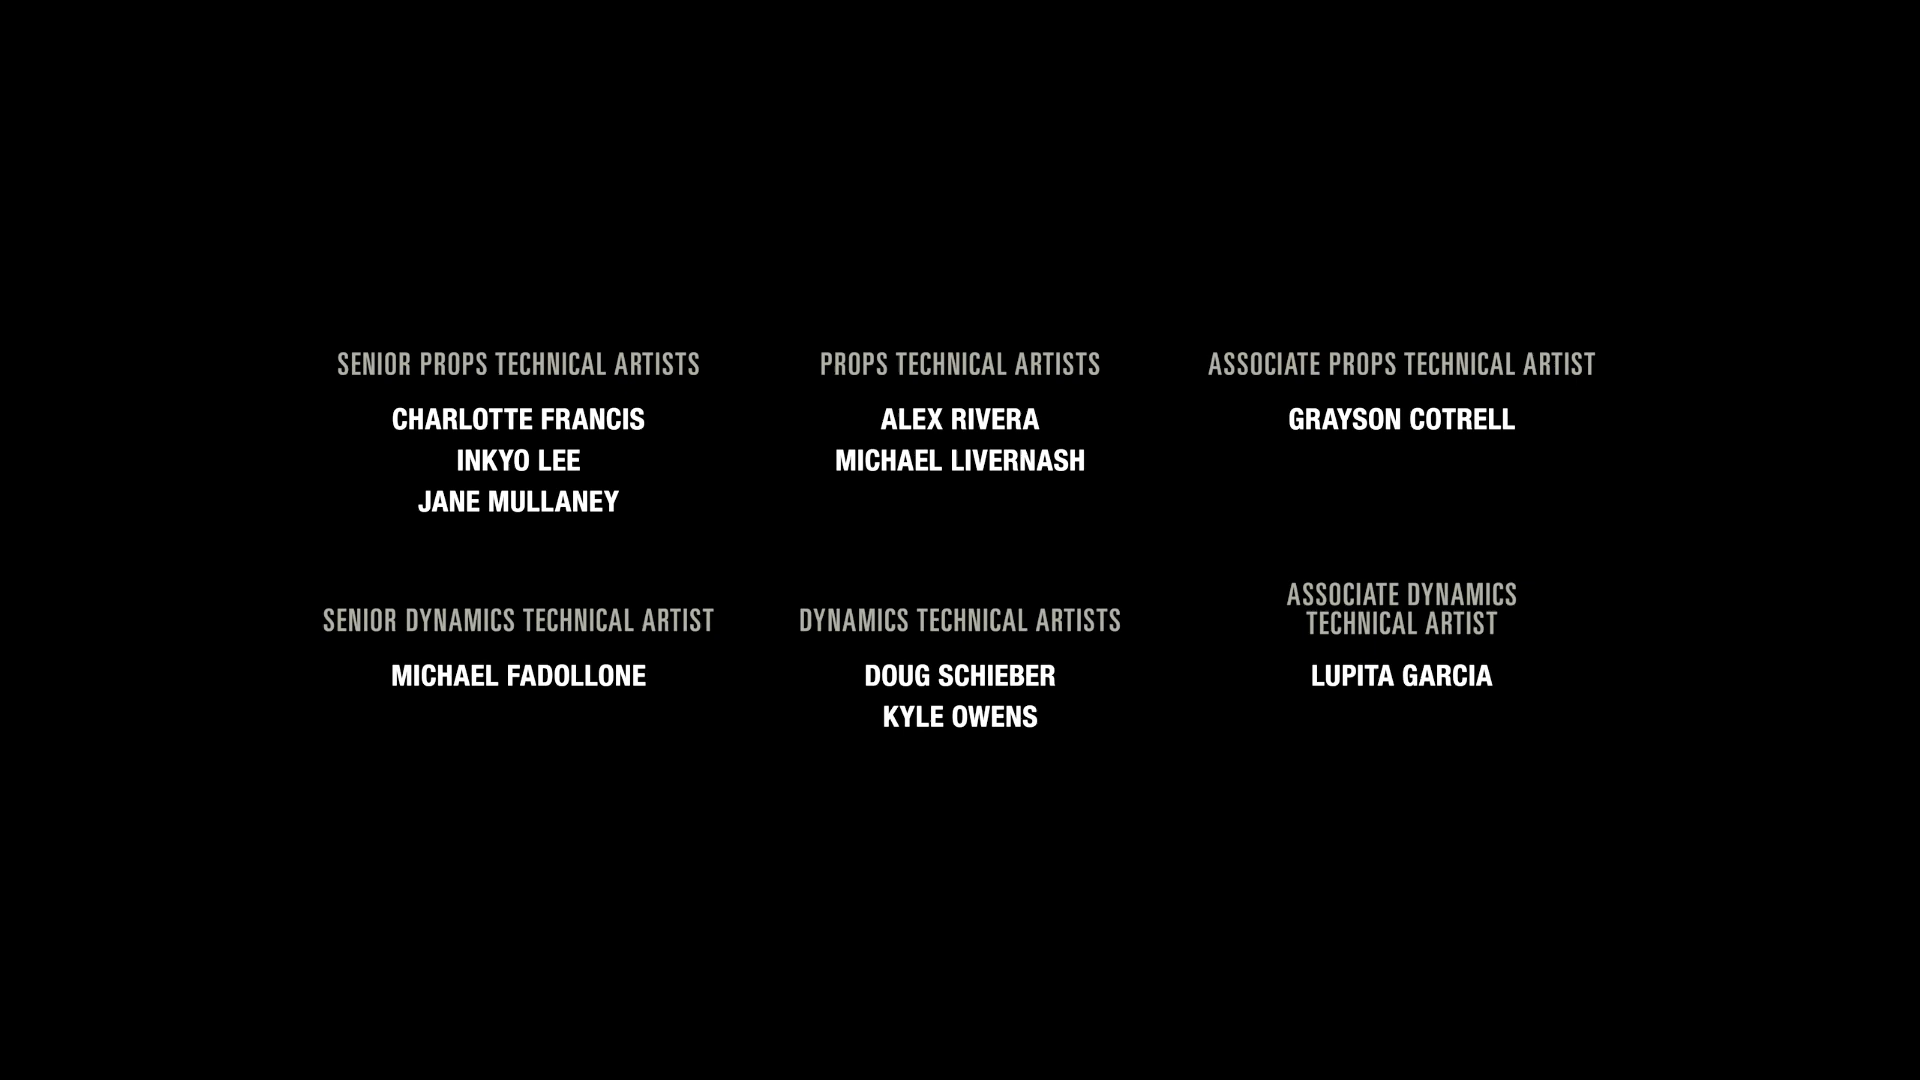 SENIOR PROPS TECHNICAL ARTISTS
CHARLOTTE FRANCIS
INKYO LEE
JANE MULLANEY
PROPS TECHNICAL ARTISTS
ALEX RIVERA
MICHAEL LIVERNASH
ASSOCIATE PROPS TECHNICAL ARTIST
GRAYSON COTRELL
SENIOR DYNAMICS TECHNICAL ARTIST
MICHAEL FADOLLONE
DYNAMICS TECHNICAL ARTISTS
DOUG SCHIEBER
KYLE OWENS
ASSOCIATE DYNAMICS
TECHNICAL ARTIST
LUPITA GARCIA